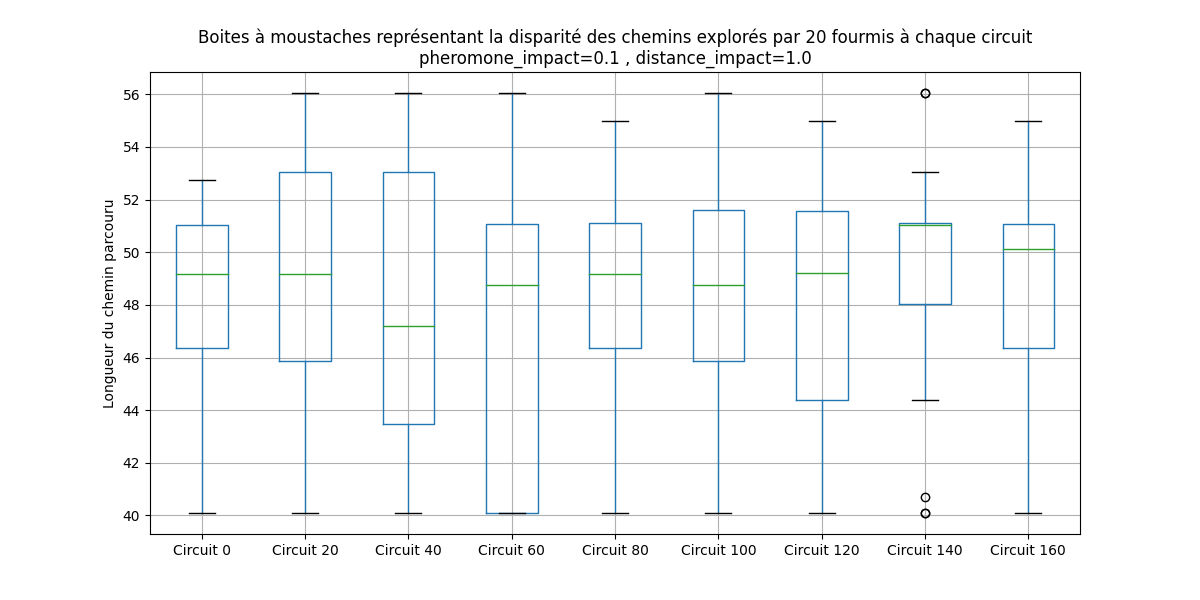 Boites à moustaches représentant la disparité des chemins explorés par 20 fourmis à chaque circuit
pheromone_impact=0.1 , distance_impact=1.0
Longueur du chemin parcouru
56
54
52
50
48
46
44
42
40
Circuit 0 Circuit 20 Circuit 40 Circuit 60 Circuit 80 Circuit 100 Circuit 120 Circuit 140 Circuit 160